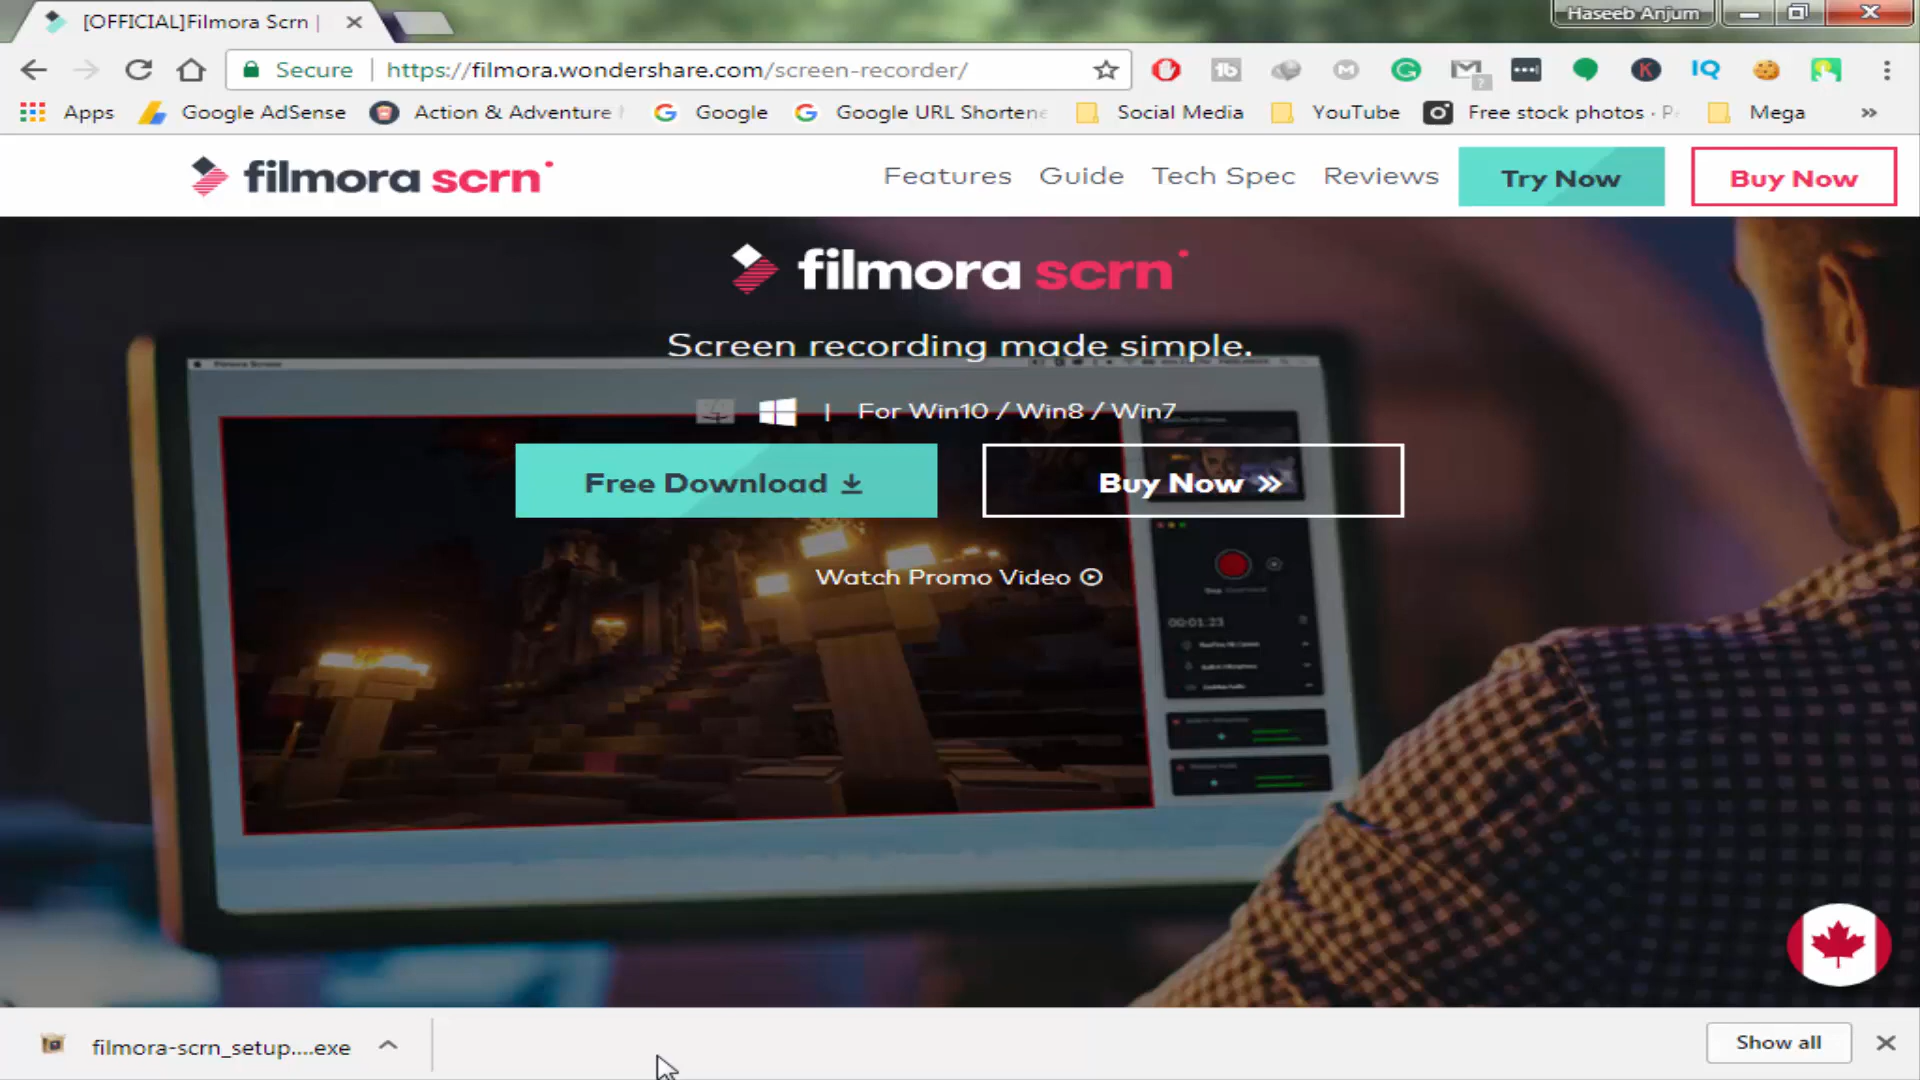 [OFFICIAL]Filmora Scrn |
Haseeb Anjum
Secure | https://filmora.wondershare.com/screen-recorder/
Apps Google AdSense Action & Adventure Google Google URL Shortene Social Media YouTube Free stock photos · P Mega »
filmora scrn Features Guide Tech Spec Reviews Try Now Buy Now
filmora scrn
Screen recording made simple.
| For Win10 / Win8 / Win7
Free Download Buy Now »
Watch Promo Video
00:01:23
filmora-scrn_setup....exe Show all